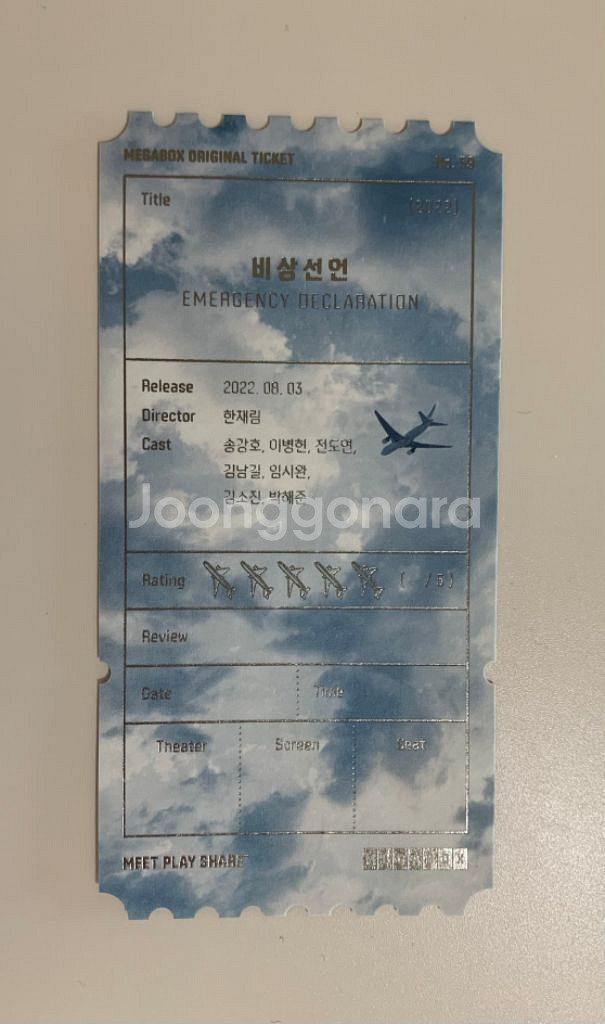 MEGABOX ORIGINAL TICKET No. 59
Title (2022)
비상선언
EMERGENCY DECLARATION
Release 2022. 08. 03
Director 한재림
Cast 송강호, 이병헌, 전도연,
김남길, 임시완,
김소진, 박해준
Joonggonara
Rating ( /5)
Review
Date Time
Theater Screen Seat
MEET PLAY SHARE